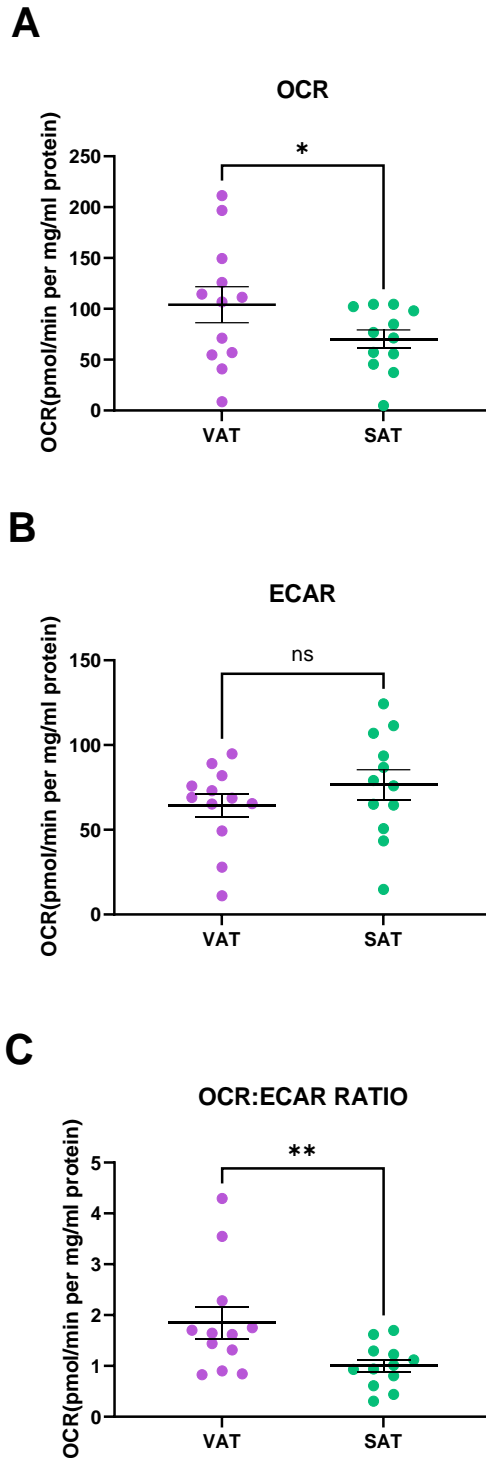 A
OCR
*
OCR(pmol/min per mg/ml protein)
250
200
150
100
50
0
VAT SAT
B
ECAR
ns
OCR(pmol/min per mg/ml protein)
150
100
50
0
VAT SAT
C
OCR:ECAR RATIO
**
OCR(pmol/min per mg/ml protein)
5
4
3
2
1
0
VAT SAT